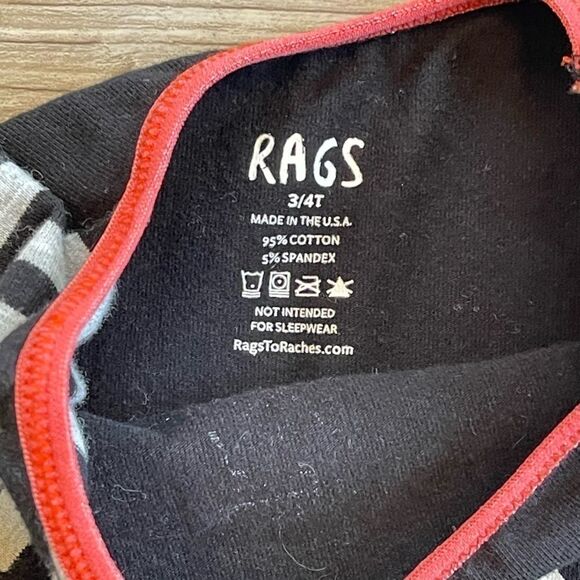 RAGS
3/4T
MADE IN THE U.S.A.
95% COTTON
5% SPANDEX
NOT INTENDED
FOR SLEEPWEAR
RagsToRaches.com